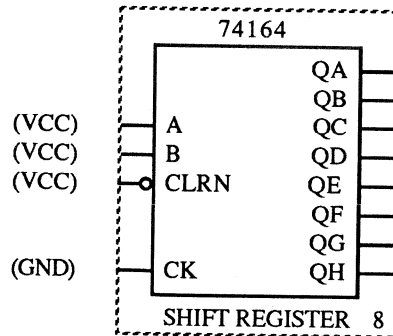 74164
QA
QB
(VCC) A QC
(VCC) B QD
(VCC) CLRN QE
QF
QG
(GND) CK QH
SHIFT REGISTER 8